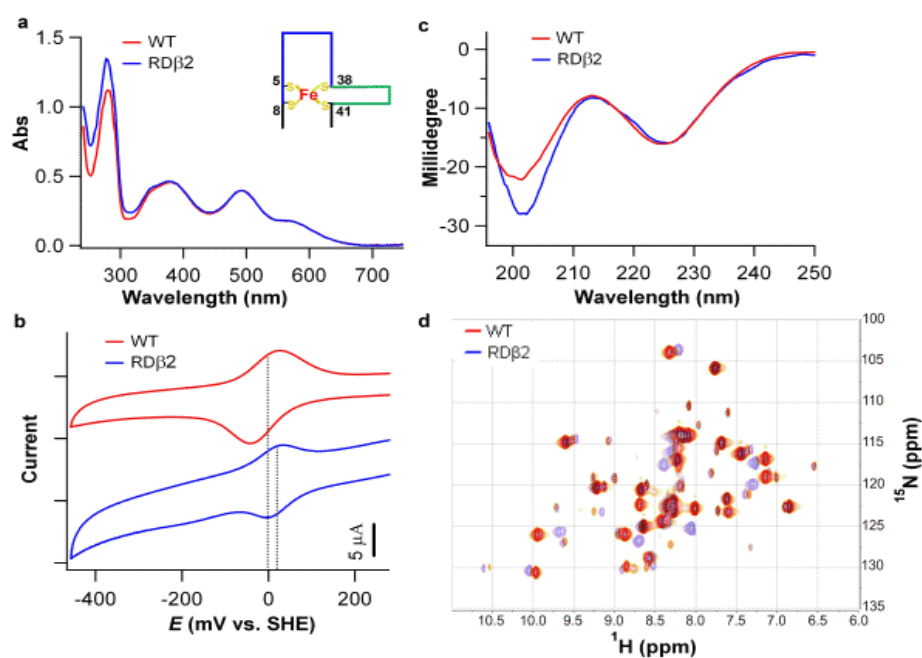 a
WT
RDβ2
1.5
1.0
0.5
0.0
Abs
300 400 500 600 700
Wavelength (nm)
5 S S 38
Fe
8 S S 41
c
WT
RDβ2
0
-10
-20
-30
Millidegree
200 210 220 230 240 250
Wavelength (nm)
b
WT
RDβ2
Current
5 µA
-400 -200 0 200
E (mV vs. SHE)
d
WT
RDβ2
100
105
110
115
120
125
130
135
¹⁵N (ppm)
10.5 10.0 9.5 9.0 8.5 8.0 7.5 7.0 6.5 6.0
¹H (ppm)